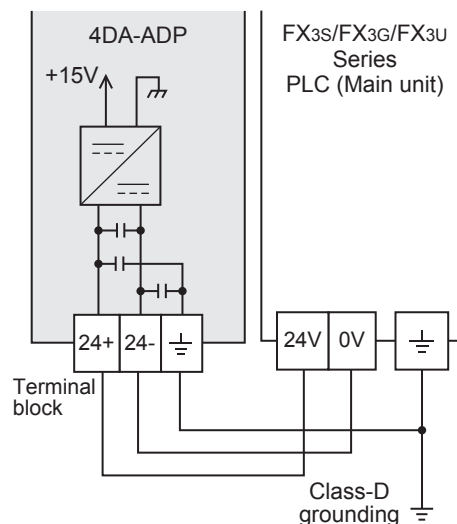 4DA-ADP
+15V
FX3S/FX3G/FX3U
Series
PLC (Main unit)
24+
24-
24V
0V
Terminal
block
Class-D
grounding